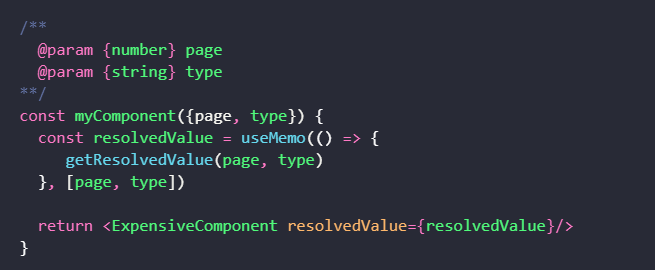 /**
  @param {number} page
  @param {string} type
**/
const myComponent({page, type}) {
  const resolvedValue = useMemo(() => {
     getResolvedValue(page, type)
  }, [page, type])

  return <ExpensiveComponent resolvedValue={resolvedValue}/>
}